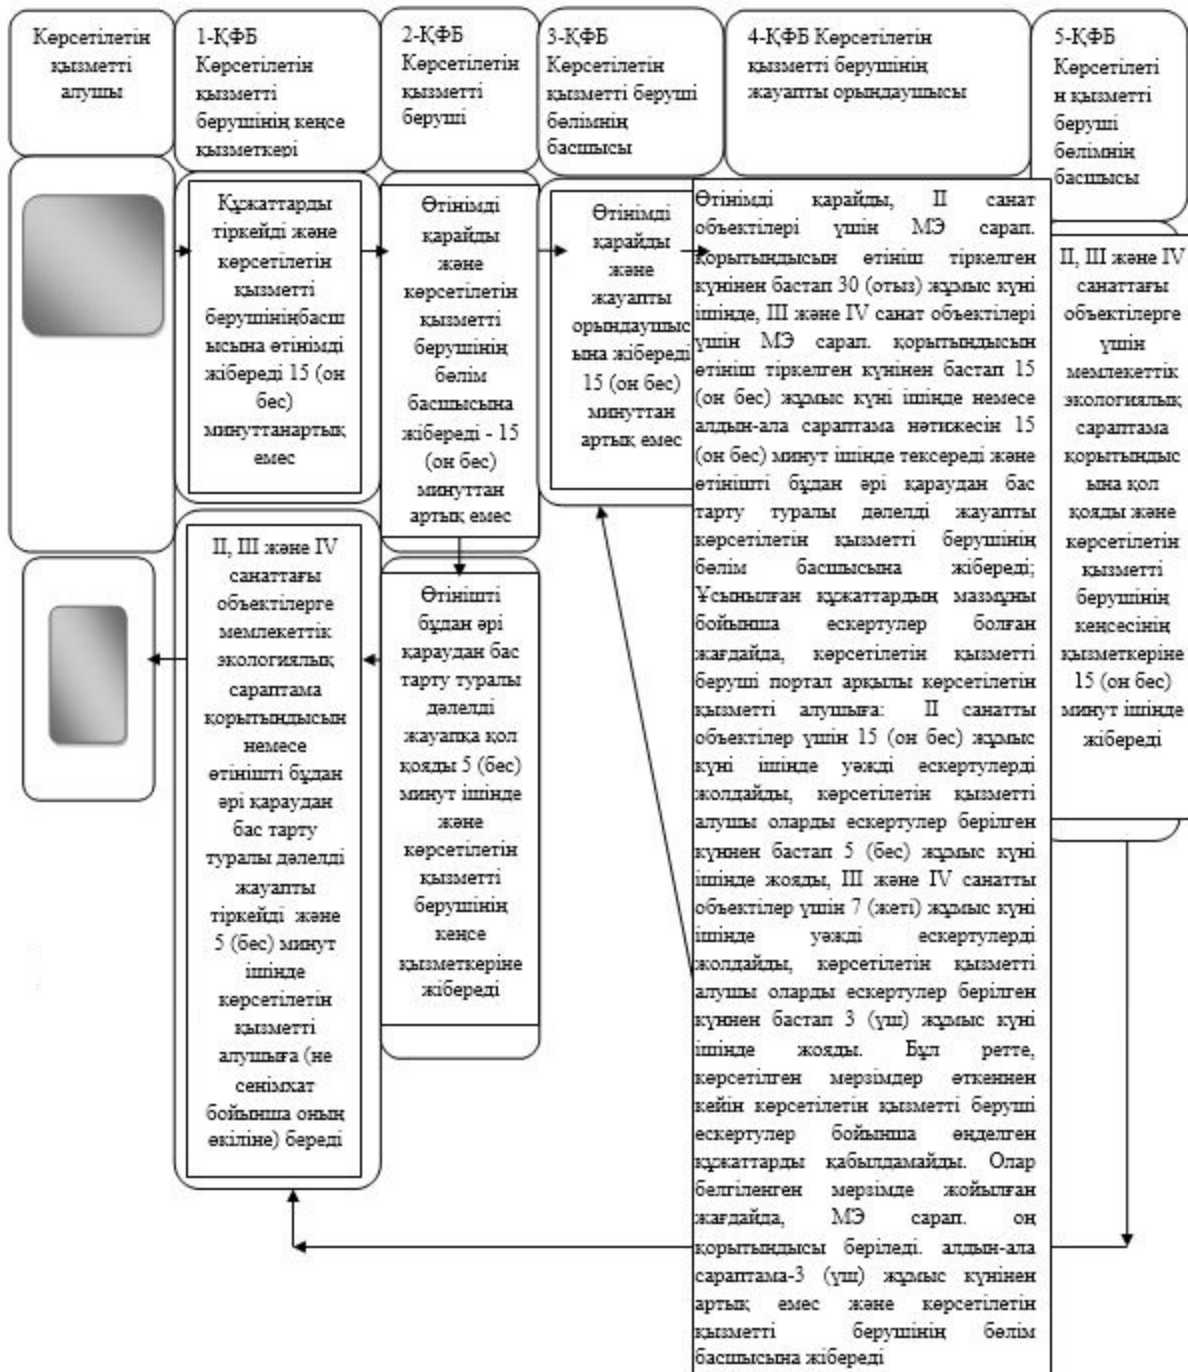 Көрсетілетін
қызметті
алушы
1-ҚФБ
Көрсетілетін
қызметті
берушінің кеңсе
қызметкері
2-ҚФБ
Көрсетілетін
қызметті
беруші
3-ҚФБ
Көрсетілетін
қызметті беруші
бөлімнің
басшысы
4-ҚФБ Көрсетілетін
қызметті берушінің
жауапты орындаушысы
5-ҚФБ
Көрсетілеті
н қызметті
беруші
бөлімнің
басшысы
Құжаттарды
тіркейді және
көрсетілетін
қызметті
берушініңбасш
ысына өтінімді
жібереді 15 (он
бес)
минуттанартық
емес
Өтінімді
қарайды
және
көрсетілетін
қызметті
берушінің
бөлім
басшысына
жібереді - 15
(он бес)
минуттан
артық емес
Өтінімді
қарайды
және
жауапты
орындаушыс
ына жібереді
15 (он бес)
минуттан
артық емес
Өтінімді қарайды, II санат
объектілері үшін МЭ сарап.
қорытындысын өтініш тіркелген
күнінен бастап 30 (отыз) жұмыс күні
ішінде, III және IV санат объектілері
үшін МЭ сарап. қорытындысын
өтініш тіркелген күнінен бастап 15
(он бес) жұмыс күні ішінде немесе
алдын-ала сараптама нәтижесін 15
(он бес) минут ішінде тексереді және
өтінішті бұдан әрі қараудан бас
тарту туралы дәлелді жауапты
көрсетілетін қызметті берушінің
бөлім басшысына жібереді;
Ұсынылған құжаттардың мазмұны
бойынша ескертулер болған
жағдайда, көрсетілетін қызметті
беруші портал арқылы көрсетілетін
қызметті алушыға: II санатты
объектілер үшін 15 (он бес) жұмыс
күні ішінде уәжді ескертулерді
жолдайды, көрсетілетін қызметті
алушы оларды ескертулер берілген
күннен бастап 5 (бес) жұмыс күні
ішінде жояды, III және IV санатты
объектілер үшін 7 (жеті) жұмыс күні
ішінде уәжді ескертулерді
жолдайды, көрсетілетін қызметті
алушы оларды ескертулер берілген
күннен бастап 3 (үш) жұмыс күні
ішінде жояды. Бұл ретте,
көрсетілген мерзімдер өткеннен
кейін көрсетілетін қызметті беруші
ескертулер бойынша өңделген
құжаттарды қабылдамайды. Олар
белгіленген мерзімде жойылған
жағдайда, МЭ сарап. оң
қорытындысы беріледі. алдын-ала
сараптама-3 (үш) жұмыс күнінен
артық емес және көрсетілетін
қызметті берушінің бөлім
басшысына жібереді
II, III және IV
санаттағы
объектілерге
үшін
мемлекеттік
экологиялық
сараптама
қорытындыс
ына қол
қояды және
көрсетілетін
қызметті
берушінің
кеңсесінің
қызметкеріне
15 (он бес)
минут ішінде
жібереді
II, III және IV
санаттағы
объектілерге
мемлекеттік
экологиялық
сараптама
қорытындысын
немесе
өтінішті бұдан
әрі қараудан
бас тарту
туралы дәлелді
жауапты
тіркейді және
5 (бес) минут
ішінде
көрсетілетін
қызметті
алушыға (не
сенімхат
бойынша оның
өкіліне) береді
Өтінішті
бұдан әрі
қараудан бас
тарту туралы
дәлелді
жауапқа қол
қояды 5 (бес)
минут ішінде
және
көрсетілетін
қызметті
берушінің
кеңсе
қызметкеріне
жібереді